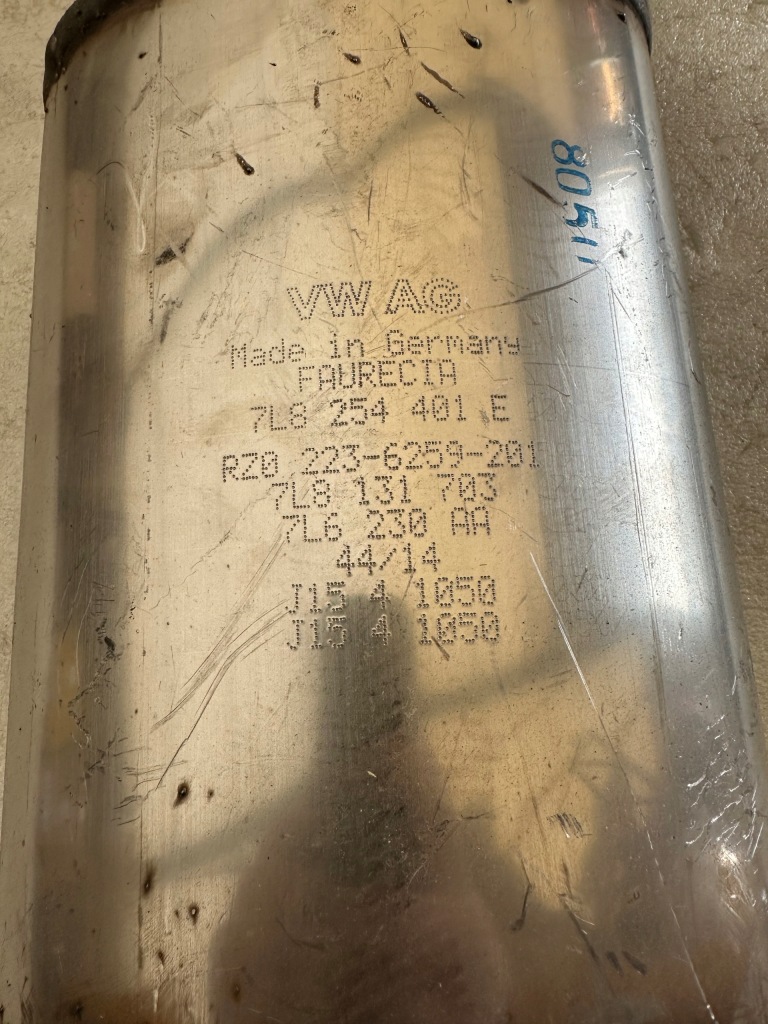 80511
VW AG
Made in Germany
FAURECIA
7L8 254 401 E
RZ0 223-6259-201
7L8 131 703
7L6 230 AA
44/14
J15 4 1050
J15 4 1050